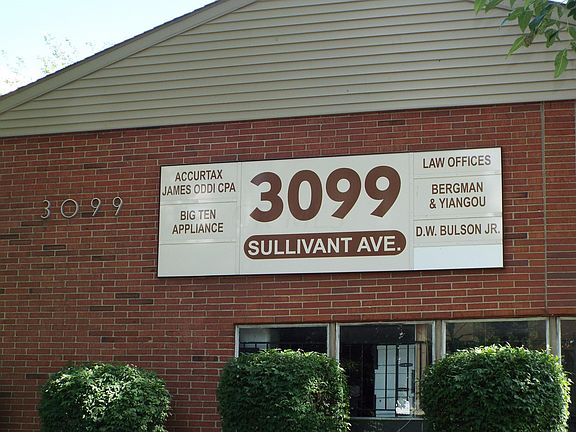 3099
ACCURTAX
JAMES ODDI CPA
BIG TEN
APPLIANCE
3099
SULLIVANT AVE.
LAW OFFICES
BERGMAN
& YIANGOU
D.W. BULSON JR.